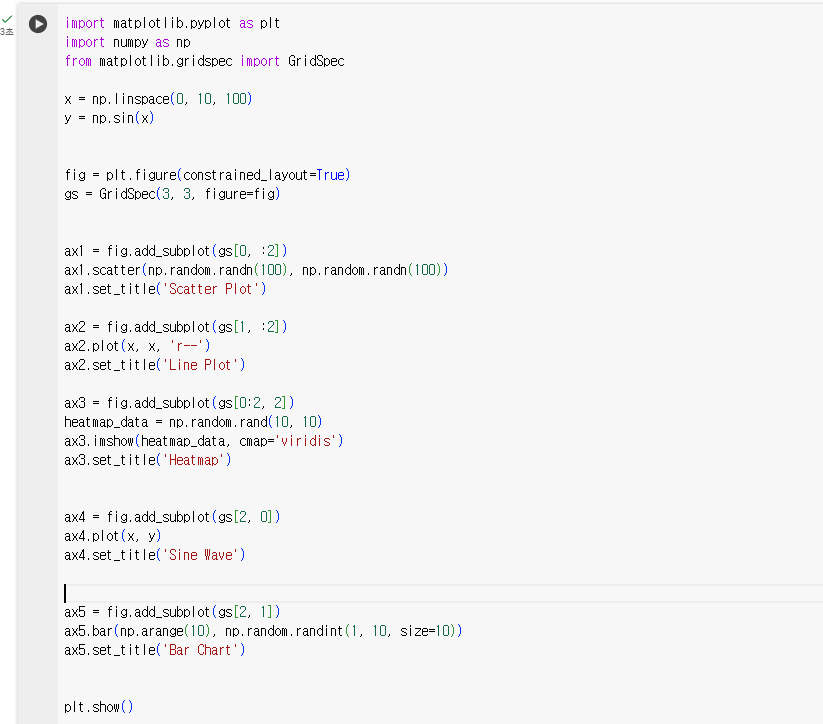 3초
import matplotlib.pyplot as plt
import numpy as np
from matplotlib.gridspec import GridSpec
x = np.linspace(0, 10, 100)
y = np.sin(x)
fig = plt.figure(constrained_layout=True)
gs = GridSpec(3, 3, figure=fig)
ax1 = fig.add_subplot(gs[0, :2])
ax1.scatter(np.random.randn(100), np.random.randn(100))
ax1.set_title('Scatter Plot')
ax2 = fig.add_subplot(gs[1, :2])
ax2.plot(x, x, 'r--')
ax2.set_title('Line Plot')
ax3 = fig.add_subplot(gs[0:2, 2])
heatmap_data = np.random.rand(10, 10)
ax3.imshow(heatmap_data, cmap='viridis')
ax3.set_title('Heatmap')
ax4 = fig.add_subplot(gs[2, 0])
ax4.plot(x, y)
ax4.set_title('Sine Wave')
ax5 = fig.add_subplot(gs[2, 1])
ax5.bar(np.arange(10), np.random.randint(1, 10, size=10))
ax5.set_title('Bar Chart')
plt.show()